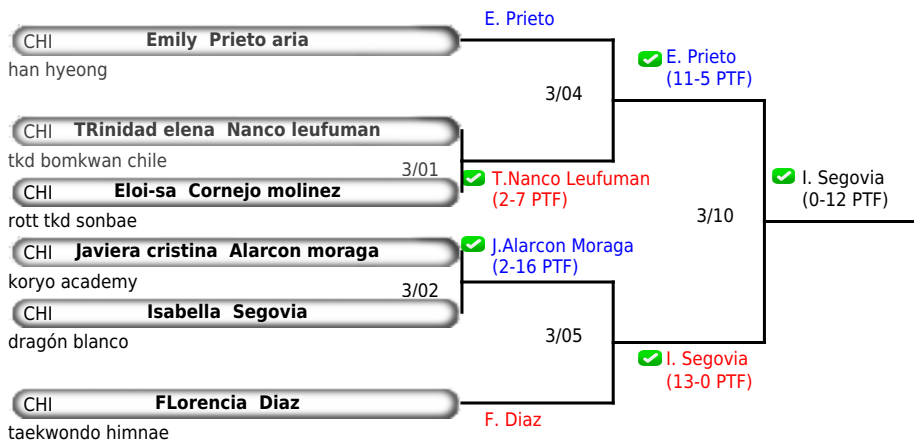 E. Prieto
CHI Emily Prieto aria
han hyeong
E. Prieto
(11-5 PTF)
3/04
CHI TRinidad elena Nanco leufuman
tkd bomkwan chile
3/01
T.Nanco Leufuman
(2-7 PTF)
CHI Eloi-sa Cornejo molinez
rott tkd sonbae
I. Segovia
(0-12 PTF)
3/10
CHI Javiera cristina Alarcon moraga
koryo academy
J.Alarcon Moraga
(2-16 PTF)
3/02
CHI Isabella Segovia
dragón blanco
3/05
I. Segovia
(13-0 PTF)
CHI FLorencia Diaz
taekwondo himnae
F. Diaz